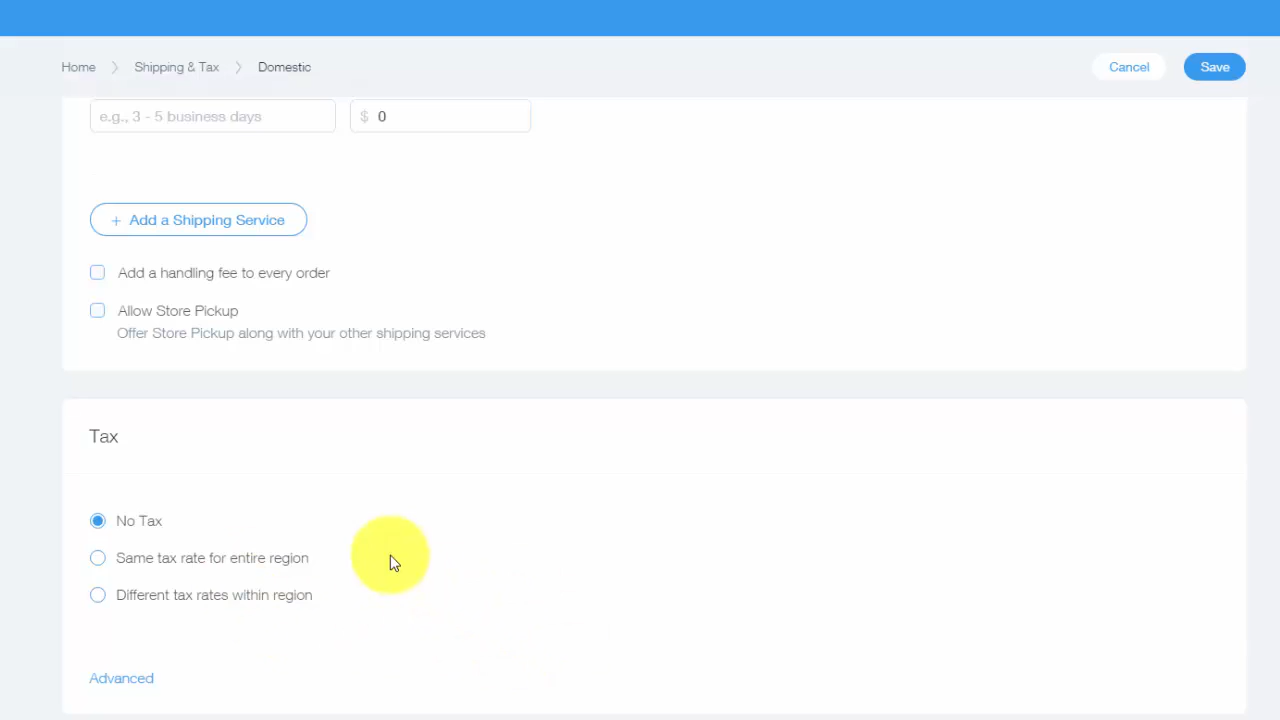 Home Shipping & Tax Domestic Cancel Save
e.g., 3 - 5 business days $ 0
+ Add a Shipping Service
Add a handling fee to every order
Allow Store Pickup
Offer Store Pickup along with your other shipping services
Tax
No Tax
Same tax rate for entire region
Different tax rates within region
Advanced